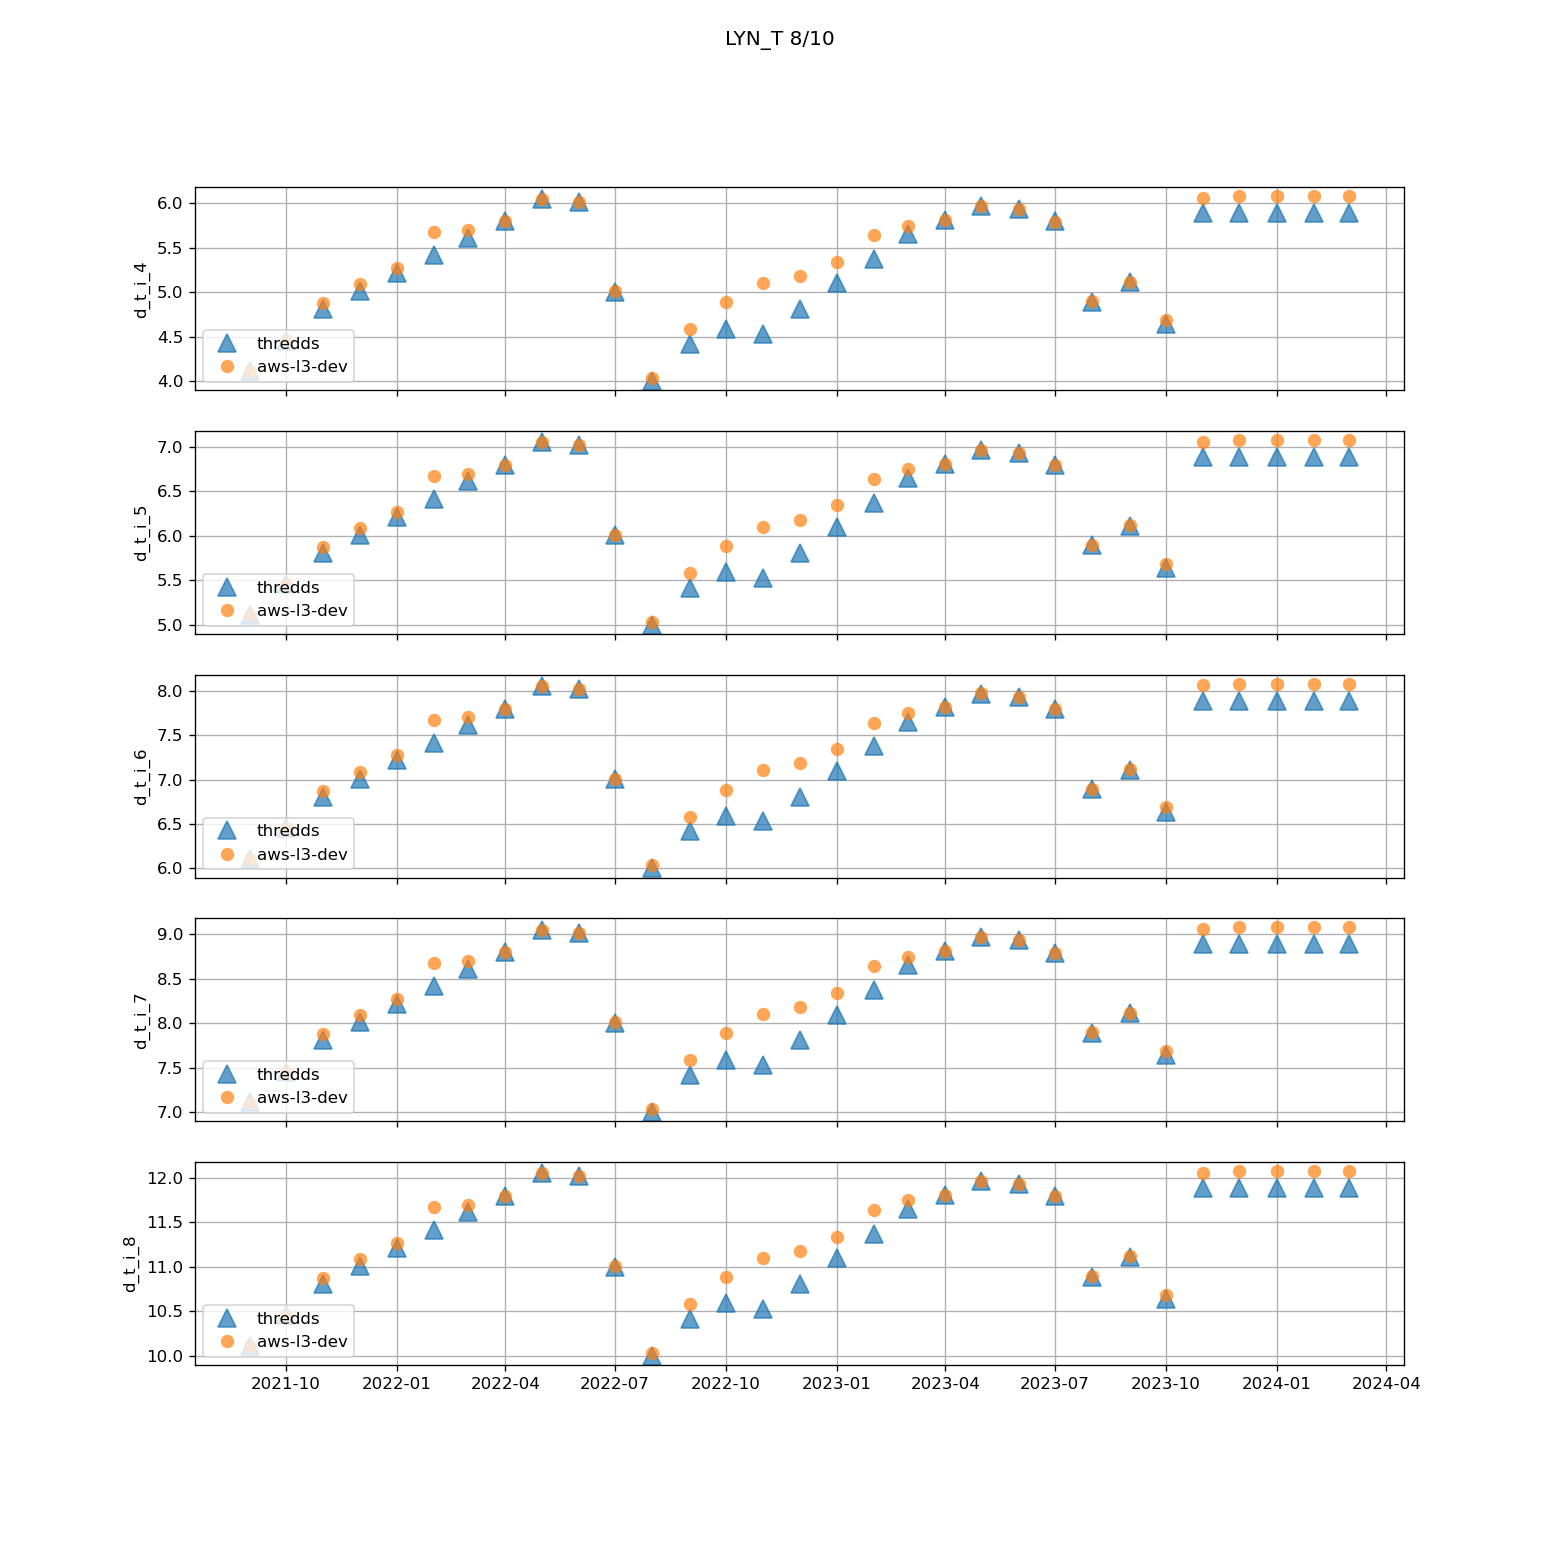 LYN_T 8/10
6.0
5.5
5.0
4.5
4.0
d_t_i_4
thredds
aws-l3-dev
7.0
6.5
6.0
5.5
5.0
d_t_i_5
thredds
aws-l3-dev
8.0
7.5
7.0
6.5
6.0
d_t_i_6
thredds
aws-l3-dev
9.0
8.5
8.0
7.5
7.0
d_t_i_7
thredds
aws-l3-dev
12.0
11.5
11.0
10.5
10.0
d_t_i_8
thredds
aws-l3-dev
2021-10 2022-01 2022-04 2022-07 2022-10 2023-01 2023-04 2023-07 2023-10 2024-01 2024-04